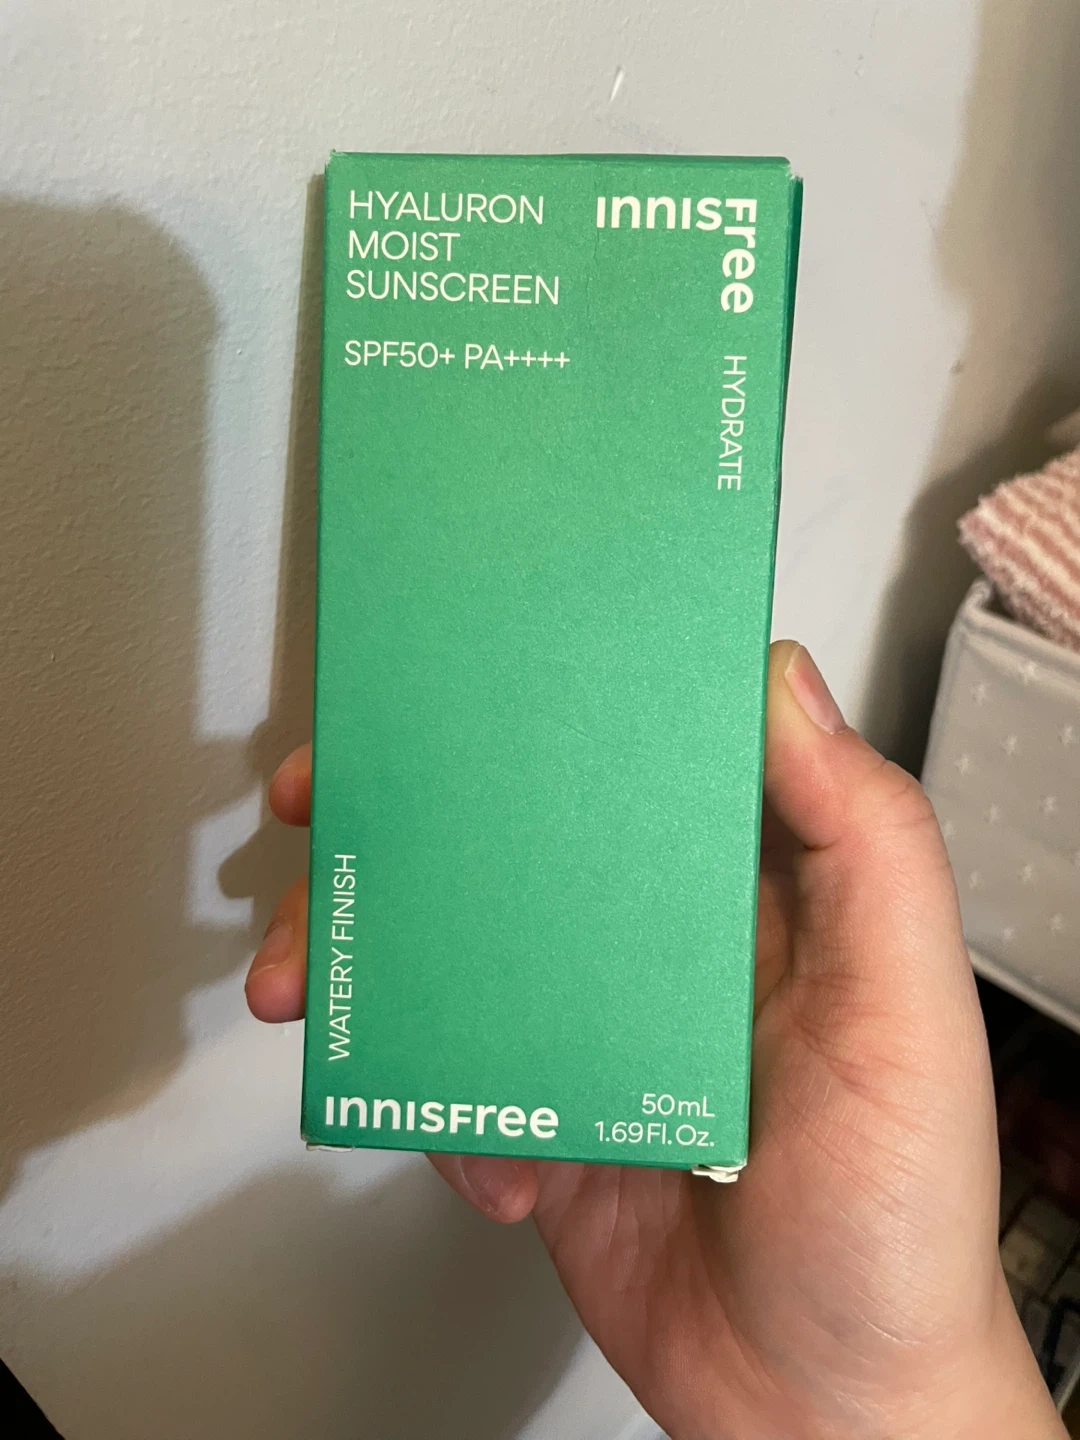 HYALURON
MOIST
SUNSCREEN
SPF50+ PA++++
INNISFree
HYDRATE
WATERY FINISH
INNISFree
50mL
1.69Fl.Oz.